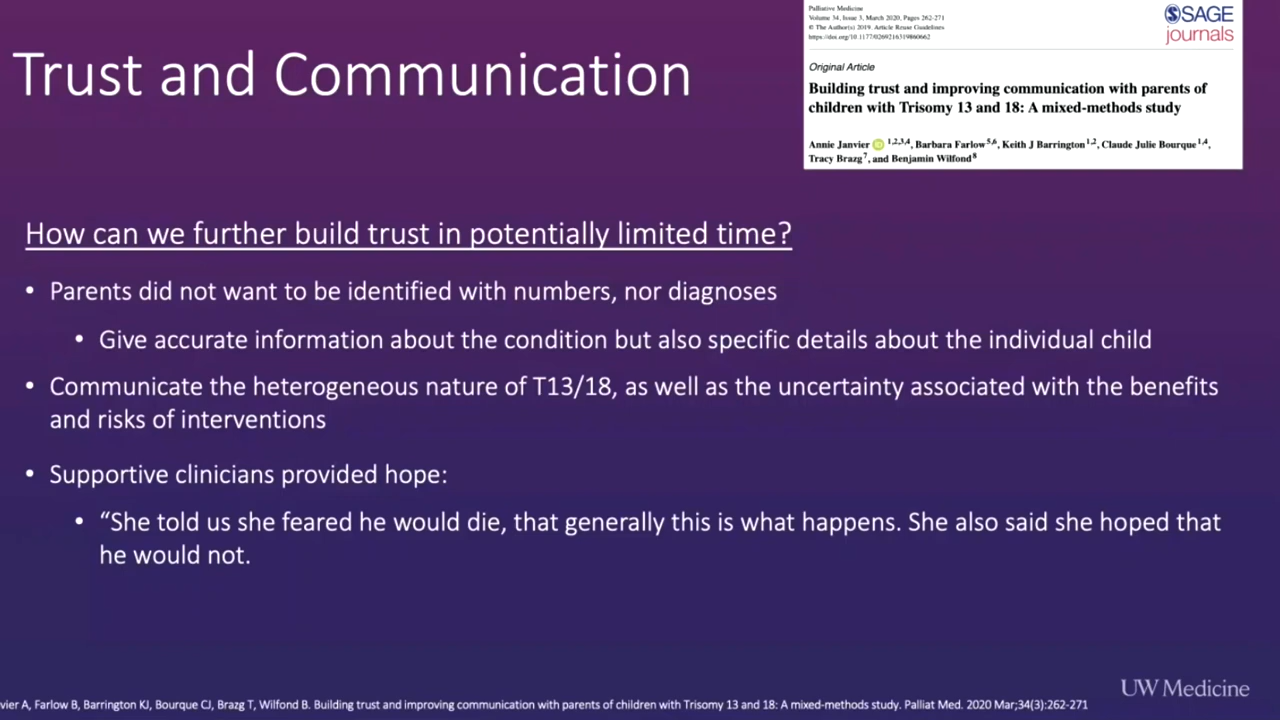 Palliative Medicine
Volume 34, Issue 3, March 2020, Pages 262-271
© The Author(s) 2019, Article Reuse Guidelines
https://doi.org/10.1177/0269216319860662
SAGE
journals
Trust and Communication
Original Article
Building trust and improving communication with parents of
children with Trisomy 13 and 18: A mixed-methods study
Annie Janvier 1,2,3,4, Barbara Farlow 5,6, Keith J Barrington 1,2, Claude Julie Bourque 1,4,
Tracy Brazg 7, and Benjamin Wilfond 8
How can we further build trust in potentially limited time?
• Parents did not want to be identified with numbers, nor diagnoses
• Give accurate information about the condition but also specific details about the individual child
• Communicate the heterogeneous nature of T13/18, as well as the uncertainty associated with the benefits
and risks of interventions
• Supportive clinicians provided hope:
• “She told us she feared he would die, that generally this is what happens. She also said she hoped that
he would not.
UW Medicine
vier A, Farlow B, Barrington KJ, Bourque CJ, Brazg T, Wilfond B. Building trust and improving communication with parents of children with Trisomy 13 and 18: A mixed-methods study. Palliat Med. 2020 Mar;34(3):262-271